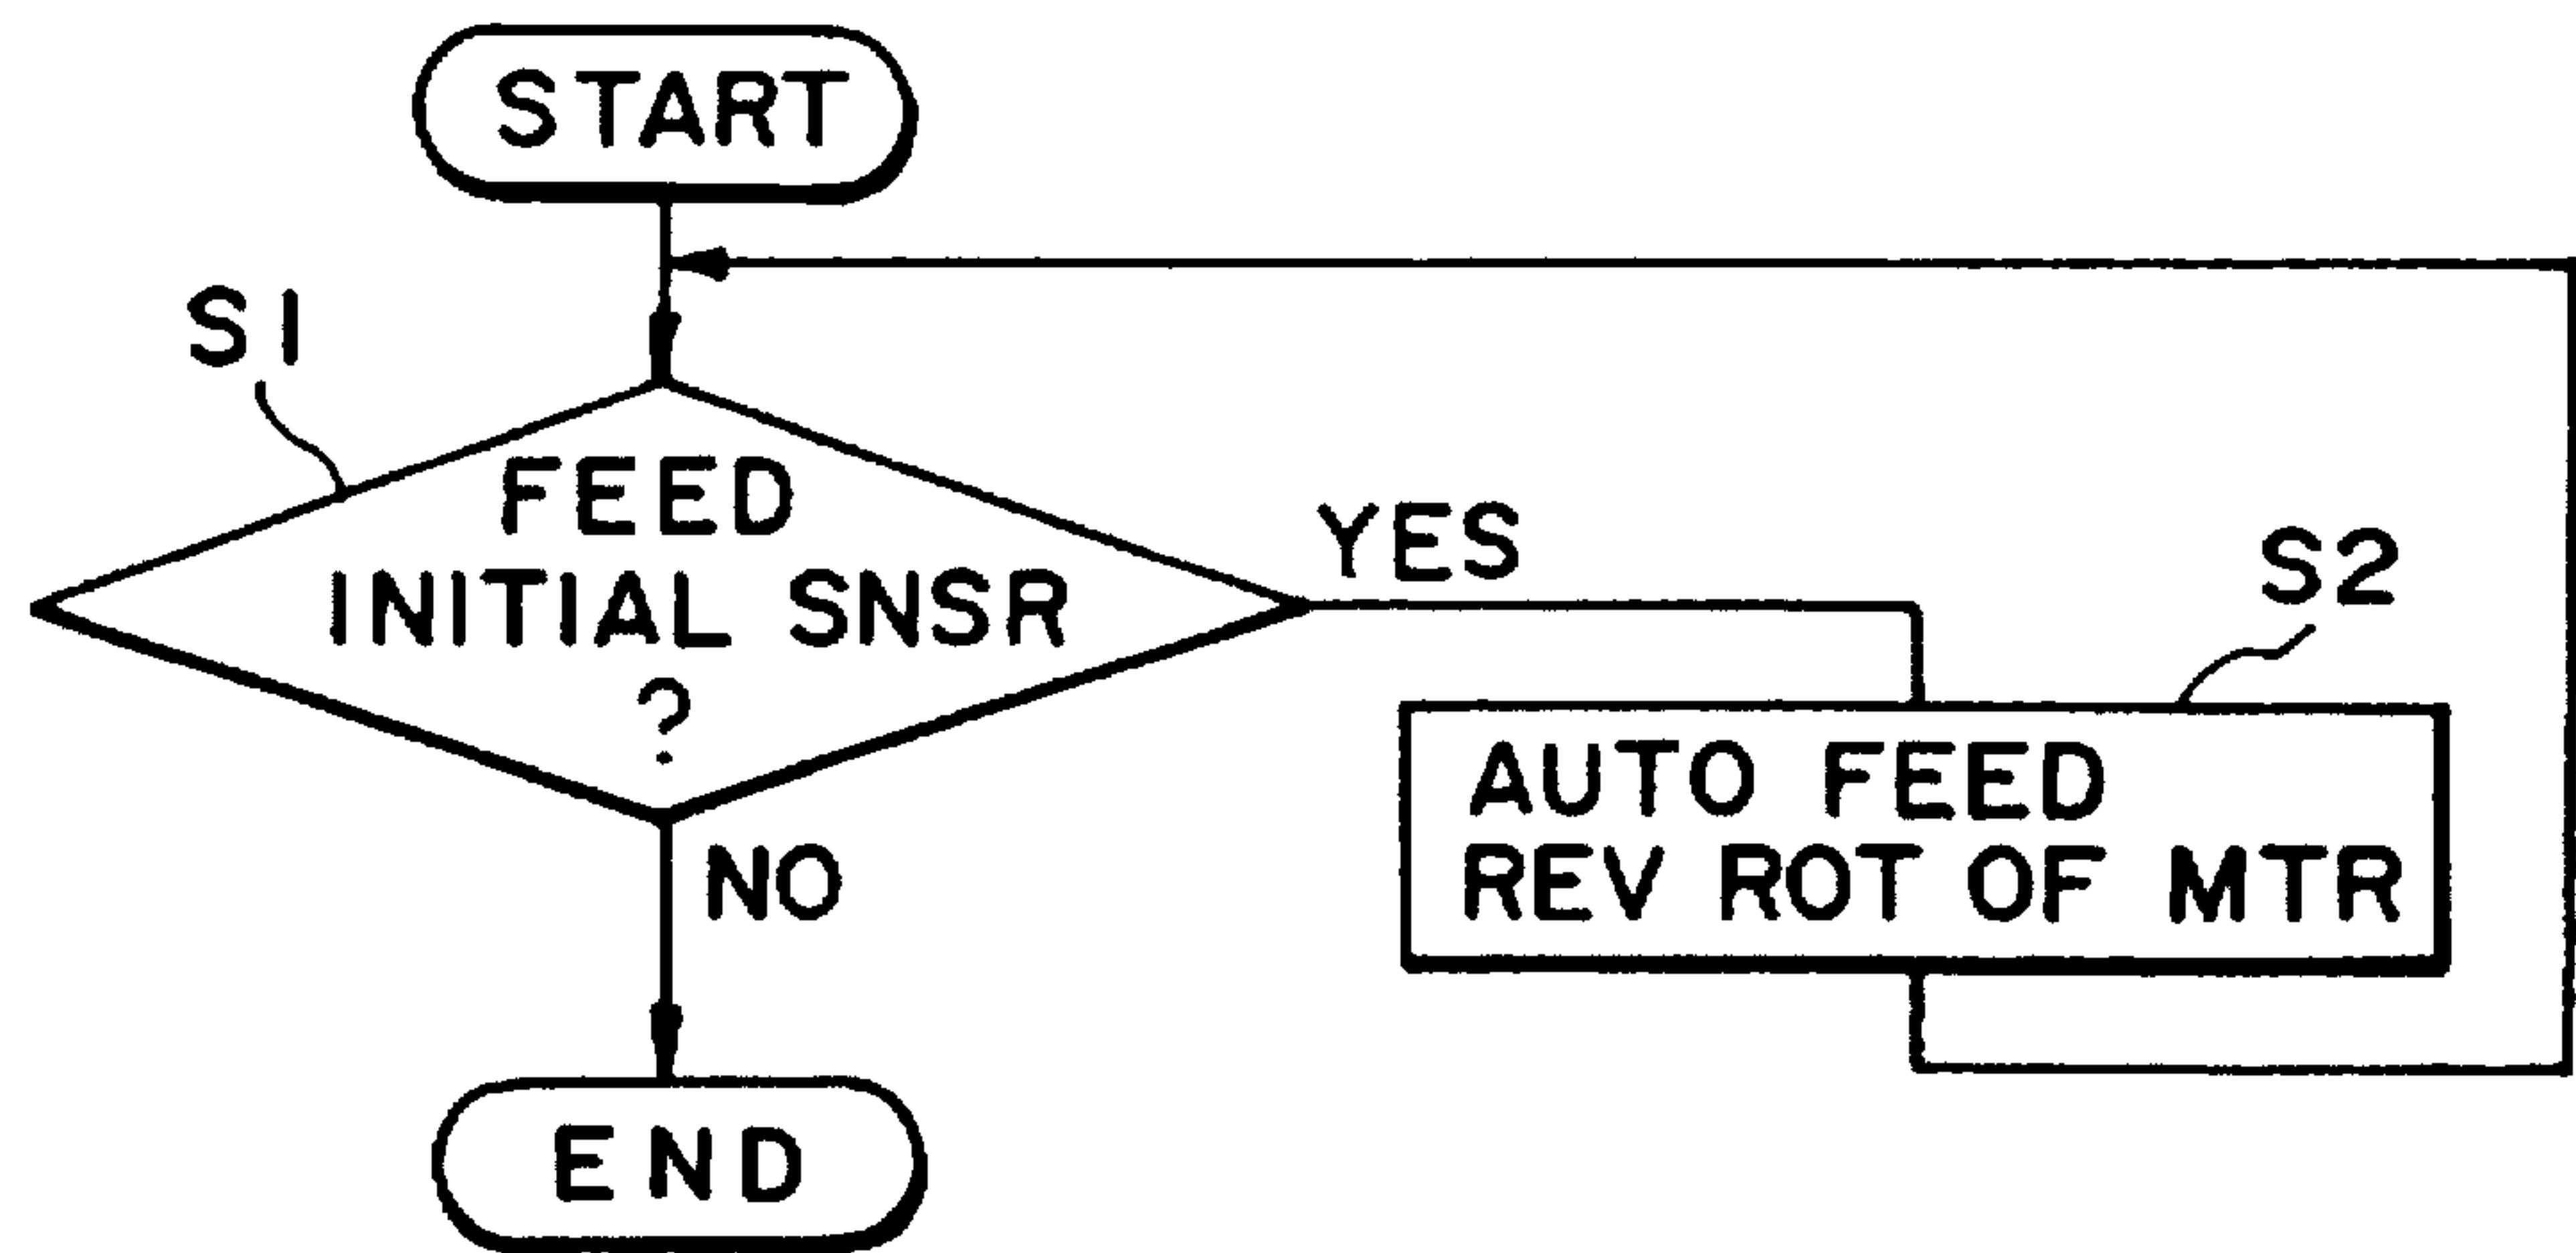 START
S1
FEED
INITIAL SNSR
?
YES
S2
AUTO FEED
REV ROT OF MTR
NO
END